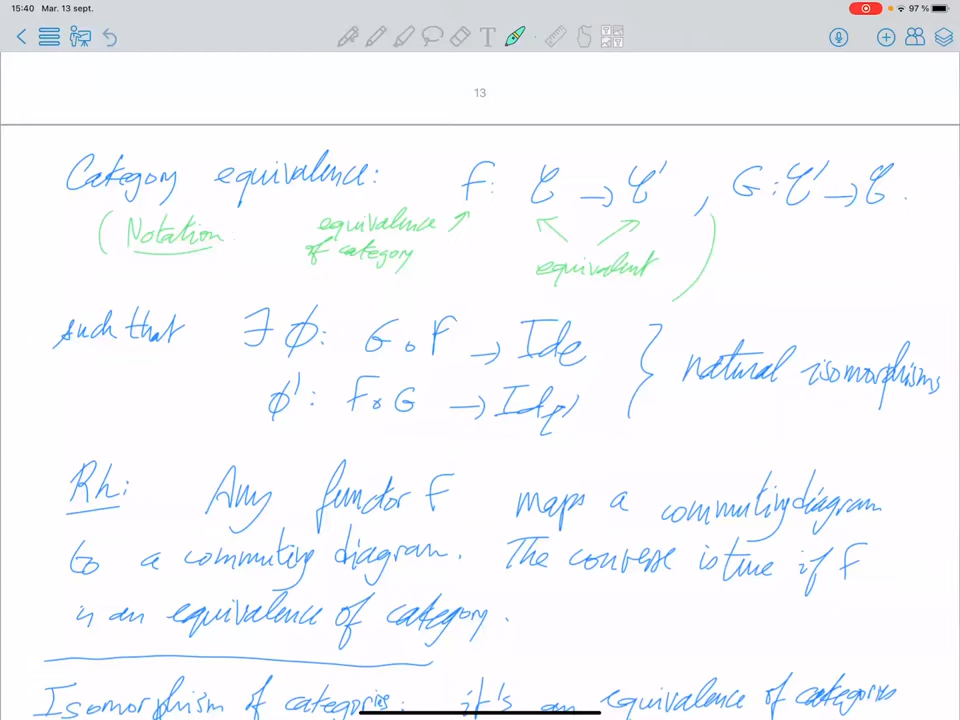 15:40 Mar. 13 sept. 97 %
13
Category equivalence: F: C → C' , G: C' → C.
(Notation equivalence of category ↗ equivalent)
such that ∃ ϕ: G∘F → Id_C } natural isomorphisms
ϕ': F∘G → Id_C'
Rk: Any functor F maps a commuting diagram
to a commuting diagram. The converse is true if F
is an equivalence of category.
Isomorphism of categories: it's an equivalence of categories